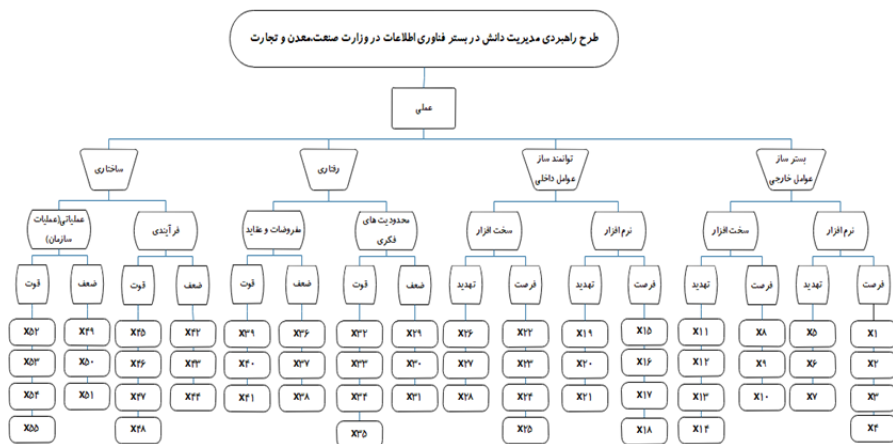 طرح راهبردی مدیریت دانش در بستر فناوری اطلاعات در وزارت صنعت،معدن و تجارت
عملی
بستر ساز
عوامل خارجی
توانمند ساز
عوامل داخلی
رفتاری
ساختاری
نرم افزار
سخت افزار
نرم افزار
سخت افزار
محدودیت های
فکری
مفروضات و عقاید
فرآیندی
عملیاتی(عملیات
سازمان)
فرصت
تهدید
فرصت
تهدید
فرصت
تهدید
فرصت
تهدید
ضعف
قوت
ضعف
قوت
ضعف
قوت
ضعف
قوت
X۱
X۲
X۳
X۴
X۵
X۶
X۷
X۸
X۹
X۱۰
X۱۱
X۱۲
X۱۳
X۱۴
X۱۵
X۱۶
X۱۷
X۱۸
X۱۹
X۲۰
X۲۱
X۲۲
X۲۳
X۲۴
X۲۵
X۲۶
X۲۷
X۲۸
X۲۹
X۳۰
X۳۱
X۳۲
X۳۳
X۳۴
X۳۵
X۳۶
X۳۷
X۳۸
X۳۹
X۴۰
X۴۱
X۴۲
X۴۳
X۴۴
X۴۵
X۴۶
X۴۷
X۴۸
X۴۹
X۵۰
X۵۱
X۵۲
X۵۳
X۵۴
X۵۵